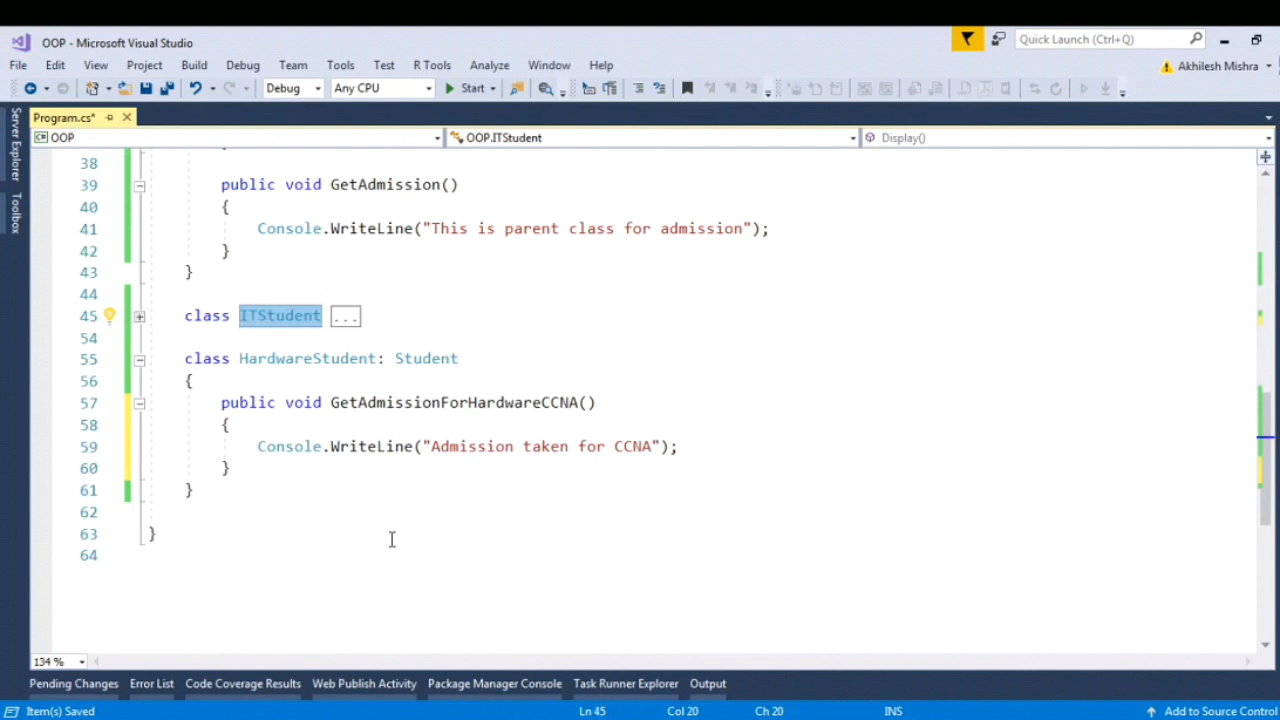 OOP - Microsoft Visual Studio
Quick Launch (Ctrl+Q)
File Edit View Project Build Debug Team Tools Test R Tools Analyze Window Help
Akhilesh Mishra
Debug Any CPU Start
Server Explorer
Toolbox
Program.cs*
OOP OOP.ITStudent Display()
38
39 public void GetAdmission()
40 {
41 Console.WriteLine("This is parent class for admission");
42 }
43 }
44
45 class ITStudent ...
54
55 class HardwareStudent: Student
56 {
57 public void GetAdmissionForHardwareCCNA()
58 {
59 Console.WriteLine("Admission taken for CCNA");
60 }
61 }
62
63 }
64
134 %
Pending Changes Error List Code Coverage Results Web Publish Activity Package Manager Console Task Runner Explorer Output
Item(s) Saved Ln 45 Col 20 Ch 20 INS Add to Source Control